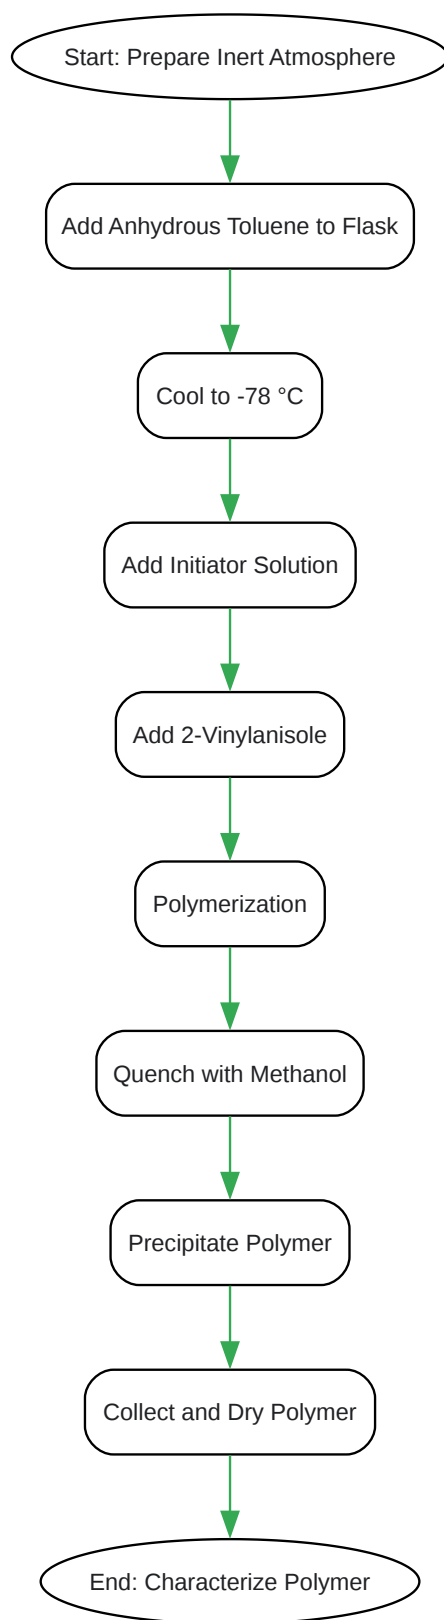 Start: Prepare Inert Atmosphere
Add Anhydrous Toluene to Flask
Cool to -78 °C
Add Initiator Solution
Add 2-Vinylanisole
Polymerization
Quench with Methanol
Precipitate Polymer
Collect and Dry Polymer
End: Characterize Polymer